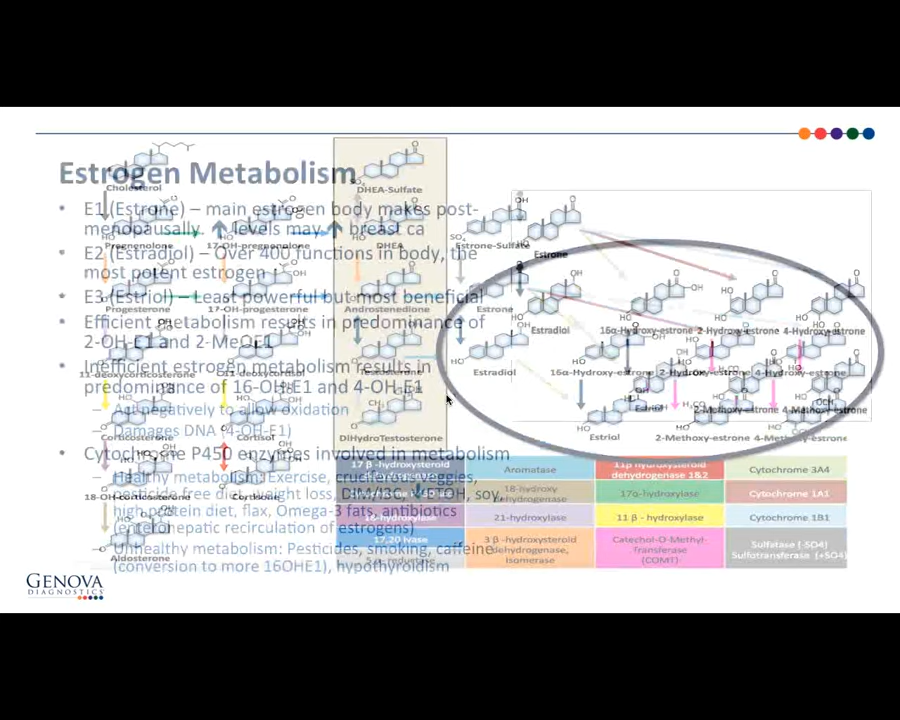 Estrogen Metabolism
• E1 (Estrone) – main estrogen body makes post-
menopausally. levels may breast ca
• E2 (Estradiol) – Over 400 functions in body, the
most potent estrogen
• E3 (Estriol) – Least powerful but most beneficial
• Efficient metabolism results in predominance of
2-OH-E1 and 2-MeOE1
• Inefficient estrogen metabolism results in
predominance of 16-OH-E1 and 4-OH-E1
– Act negatively to allow oxidation
– Damages DNA (4-OH-E1)
• Cytochrome P450 enzymes involved in metabolism
– Healthy metabolism: Exercise, cruciferous veggies,
pesticide free diet, weight loss, DIM/I3C, ETOH, soy,
high protein diet, flax, Omega-3 fats, antibiotics
(enterohepatic recirculation of estrogens)
– Unhealthy metabolism: Pesticides, smoking, caffeine
(conversion to more 16OHE1), hypothyroidism
Cholesterol
Pregnenolone
17-OH-pregnenolone
Progesterone
17-OH-progesterone
11-deoxycorticosterone
11-deoxycortisol
Corticosterone
Cortisol
18-OH-corticosterone
Cortisone
Aldosterone
DHEA-Sulfate
DHEA
Androstenedione
Testosterone
DiHydroTestosterone
Estrone-Sulfate
Estrone
Estrone
Estradiol
16α-Hydroxy-estrone
2-Hydroxy-estrone
4-Hydroxy-estrone
Estradiol
16α-Hydroxy-estrone
2-Hydroxy-estrone
4-Hydroxy-estrone
Estriol
2-Methoxy-estrone
4-Methoxy-estrone
Estriol
2-Methoxy-estrone
4-Methoxy-estrone
17 β -hydroxysteroid
dehydrogenase
Aromatase
11β hydroxysteroid
dehydrogenase 1&2
Cytochrome 3A4
18-hydroxy
dehydrogenase
17α-hydroxylase
Cytochrome 1A1
21-hydroxylase
11 β - hydroxylase
Cytochrome 1B1
17,20 lyase
3 β -hydroxysteroid
dehydrogenase,
isomerase
Catechol-O-Methyl-
Transferase
(COMT)
Sulfatase (-SO4)
Sulfotransferase (+SO4)
GENOVA
DIAGNOSTICS